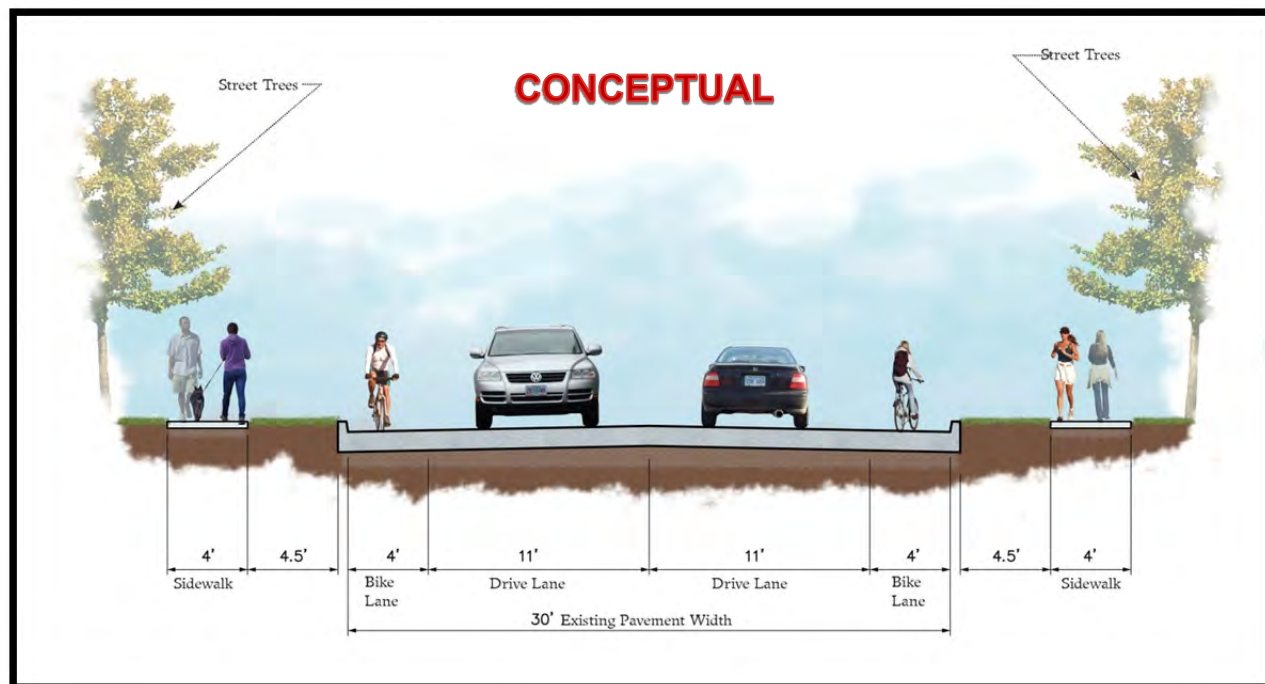 Street Trees
CONCEPTUAL
Street Trees
4' 4.5' 4' 11' 11' 4' 4.5' 4'
Sidewalk Bike Drive Lane Drive Lane Bike Sidewalk
Lane Lane
30' Existing Pavement Width